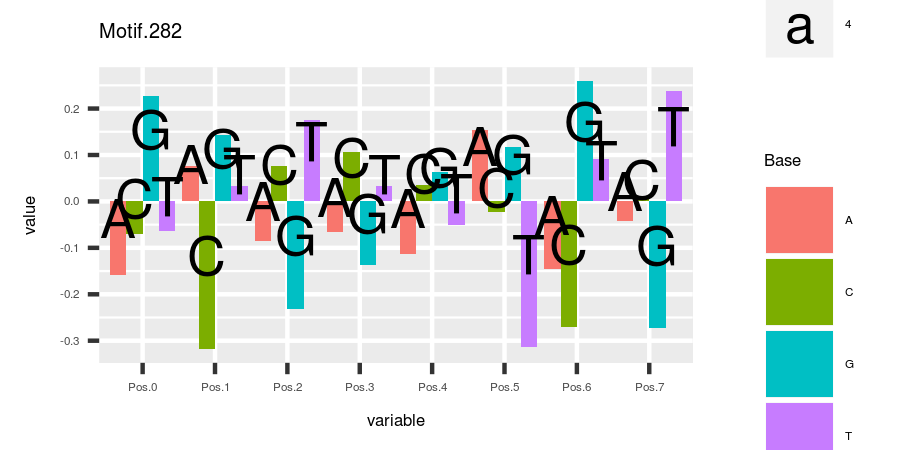 Motif.282
a 4
value
0.2
0.1
0.0
-0.1
-0.2
-0.3
A C G T
A C G T
A C G T
A C G T
A C G T
A C G T
A C G T
A C G T
Pos.0 Pos.1 Pos.2 Pos.3 Pos.4 Pos.5 Pos.6 Pos.7
variable
Base
A
C
G
T